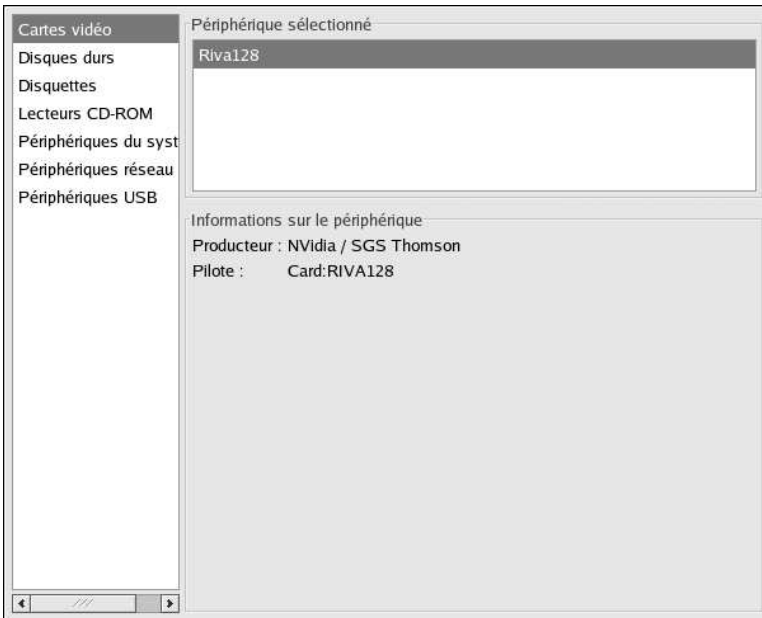 Cartes vidéo
Disques durs
Disquettes
Lecteurs CD-ROM
Périphériques du syst
Périphériques réseau
Périphériques USB
Périphérique sélectionné
Riva128
Informations sur le périphérique
Producteur : NVidia / SGS Thomson
Pilote : Card:RIVA128